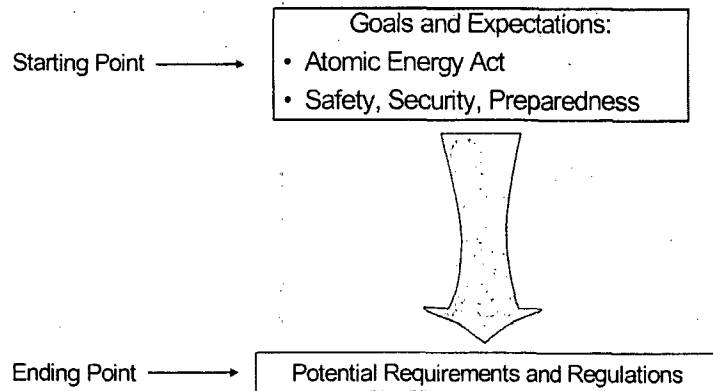 Goals and Expectations:
Starting Point
• Atomic Energy Act
• Safety, Security, Preparedness
Ending Point
Potential Requirements and Regulations